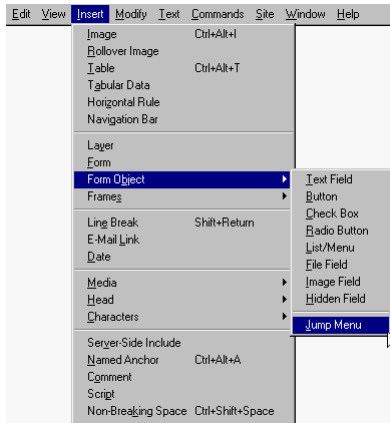 Edit View Insert Modify Text Commands Site Window Help
Image Ctrl+Alt+I
Rollover Image
Table Ctrl+Alt+T
Tabular Data
Horizontal Rule
Navigation Bar
Layer
Form
Form Object
Frames
Line Break Shift+Return
E-Mail Link
Date
Media
Head
Characters
Server-Side Include
Named Anchor Ctrl+Alt+A
Comment
Script
Non-Breaking Space Ctrl+Shift+Space
Text Field
Button
Check Box
Radio Button
List/Menu
File Field
Image Field
Hidden Field
Jump Menu